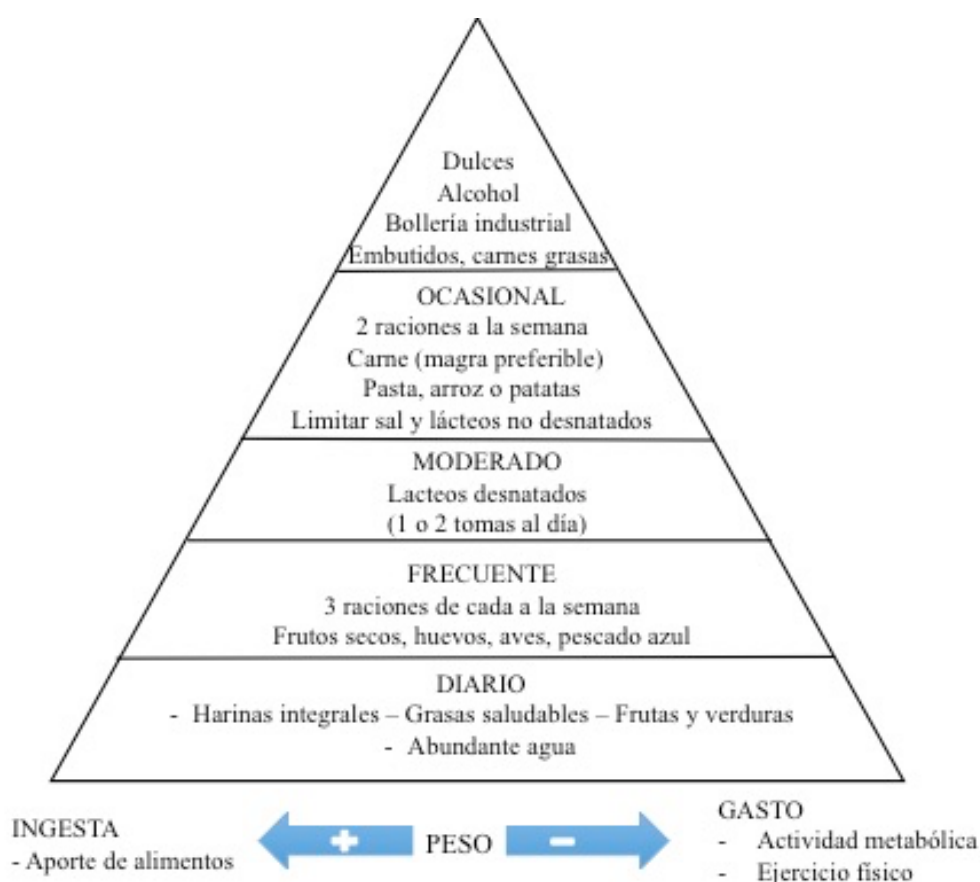 Dulces
Alcohol
Bollería industrial
Embutidos, carnes grasas
OCASIONAL
2 raciones a la semana
Carne (magra preferible)
Pasta, arroz o patatas
Limitar sal y lácteos no desnatados
MODERADO
Lacteos desnatados
(1 o 2 tomas al día)
FRECUENTE
3 raciones de cada a la semana
Frutos secos, huevos, aves, pescado azul
DIARIO
- Harinas integrales – Grasas saludables – Frutas y verduras
- Abundante agua
INGESTA
- Aporte de alimentos
+ PESO -
GASTO
- Actividad metabólica
- Ejercicio físico